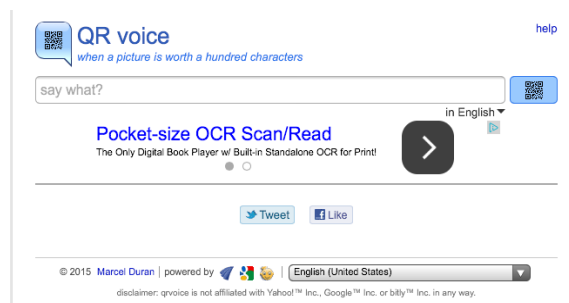 QR voice
help
when a picture is worth a hundred characters
say what?
in English
Pocket-size OCR Scan/Read
The Only Digital Book Player w/ Built-in Standalone OCR for Print!
Tweet
Like
© 2015 Marcel Duran | powered by | English (United States)
disclaimer: qrvoice is not affiliated with Yahoo!™ Inc., Google™ Inc. or bitly™ Inc. in any way.